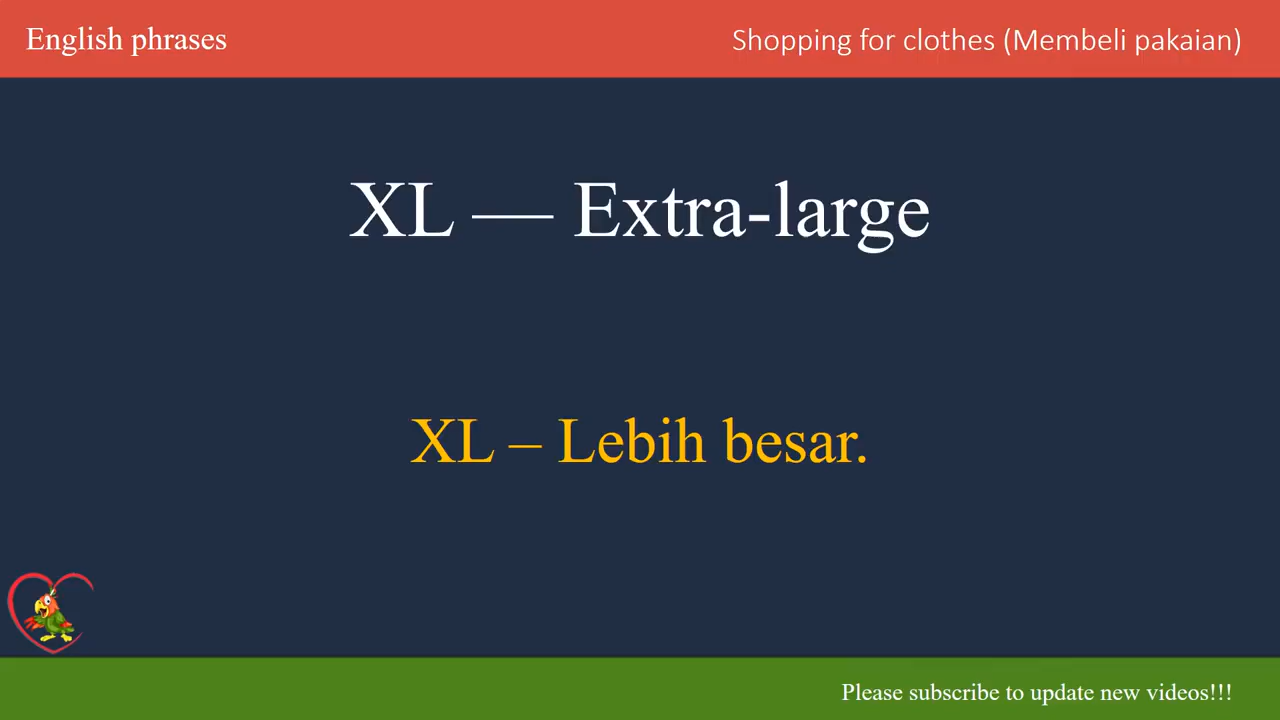 English phrases
Shopping for clothes (Membeli pakaian)
XL — Extra-large
XL – Lebih besar.
Please subscribe to update new videos!!!